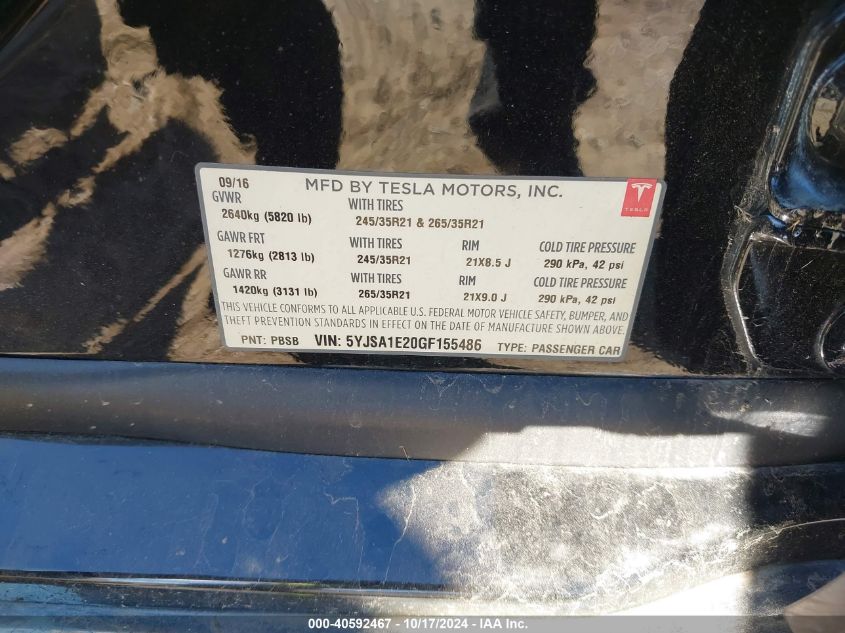 09/16 MFD BY TESLA MOTORS, INC.
TESLA
GVWR WITH TIRES
2640kg (5820 lb) 245/35R21 & 265/35R21
GAWR FRT WITH TIRES RIM COLD TIRE PRESSURE
1276kg (2813 lb) 245/35R21 21X8.5 J 290 kPa, 42 psi
GAWR RR WITH TIRES RIM COLD TIRE PRESSURE
1420kg (3131 lb) 265/35R21 21X9.0 J 290 kPa, 42 psi
THIS VEHICLE CONFORMS TO ALL APPLICABLE U.S. FEDERAL MOTOR VEHICLE SAFETY, BUMPER, AND
THEFT PREVENTION STANDARDS IN EFFECT ON THE DATE OF MANUFACTURE SHOWN ABOVE.
PNT: PBSB VIN: 5YJSA1E20GF155486 TYPE: PASSENGER CAR
000-40592467 - 10/17/2024 - IAA Inc.